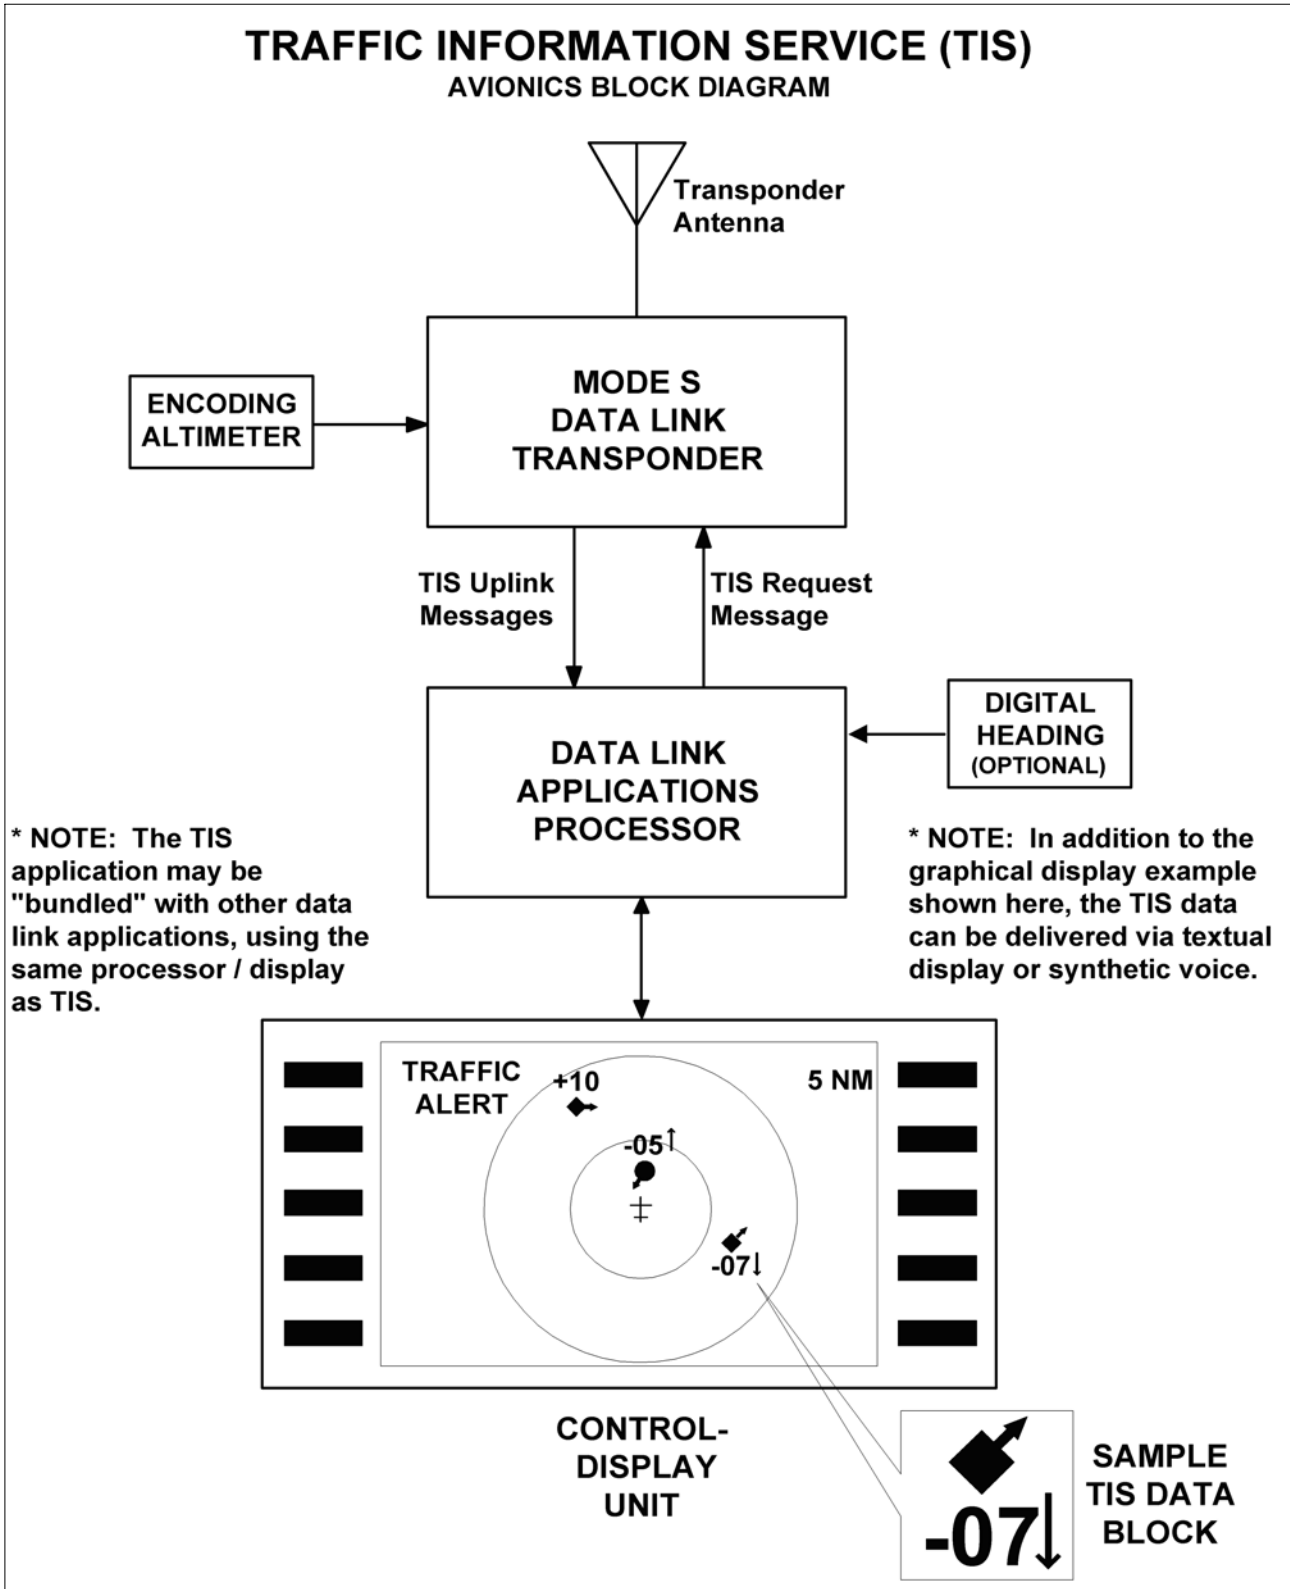 TRAFFIC INFORMATION SERVICE (TIS)
AVIONICS BLOCK DIAGRAM
Transponder
Antenna
ENCODING
ALTIMETER
MODE S
DATA LINK
TRANSPONDER
TIS Uplink
Messages
TIS Request
Message
DATA LINK
APPLICATIONS
PROCESSOR
DIGITAL
HEADING
(OPTIONAL)
* NOTE:  The TIS
application may be
"bundled" with other data
link applications, using the
same processor / display
as TIS.
* NOTE:  In addition to the
graphical display example
shown here, the TIS data
can be delivered via textual
display or synthetic voice.
TRAFFIC
ALERT
+10
5 NM
-05↑
-07↓
CONTROL-
DISPLAY
UNIT
-07↓
SAMPLE
TIS DATA
BLOCK